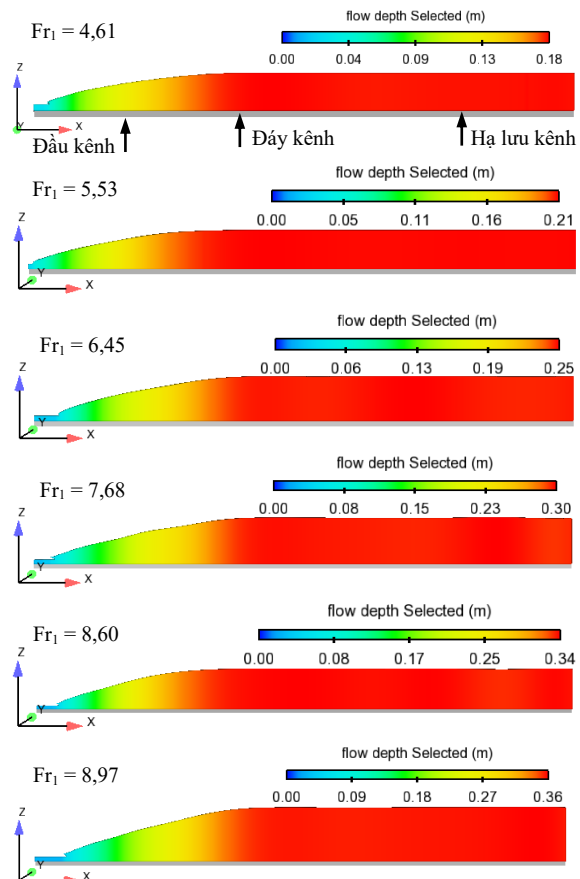 flow depth Selected (m)
Fr₁ = 4,61
0.00 0.04 0.09 0.13 0.18
Z
Y X
Đầu kênh Đáy kênh Hạ lưu kênh
Fr₁ = 5,53
flow depth Selected (m)
0.00 0.05 0.11 0.16 0.21
Z
Y
X
flow depth Selected (m)
Fr₁ = 6,45
0.00 0.06 0.13 0.19 0.25
Z
Y
X
flow depth Selected (m)
Fr₁ = 7,68
0.00 0.08 0.15 0.23 0.30
Z
Y
X
flow depth Selected (m)
Fr₁ = 8,60
0.00 0.08 0.17 0.25 0.34
Z
Y
X
flow depth Selected (m)
Fr₁ = 8,97
0.00 0.09 0.18 0.27 0.36
Z
Y
X